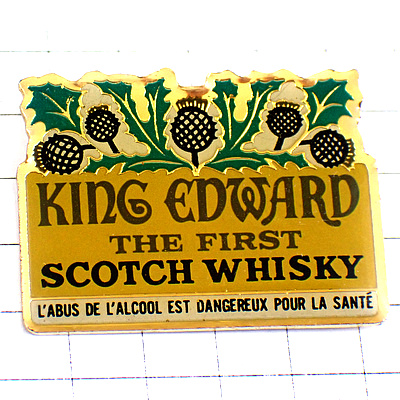 KING EDWARD
THE FIRST
SCOTCH WHISKY
L'ABUS DE L'ALCOOL EST DANGEREUX POUR LA SANTÉ